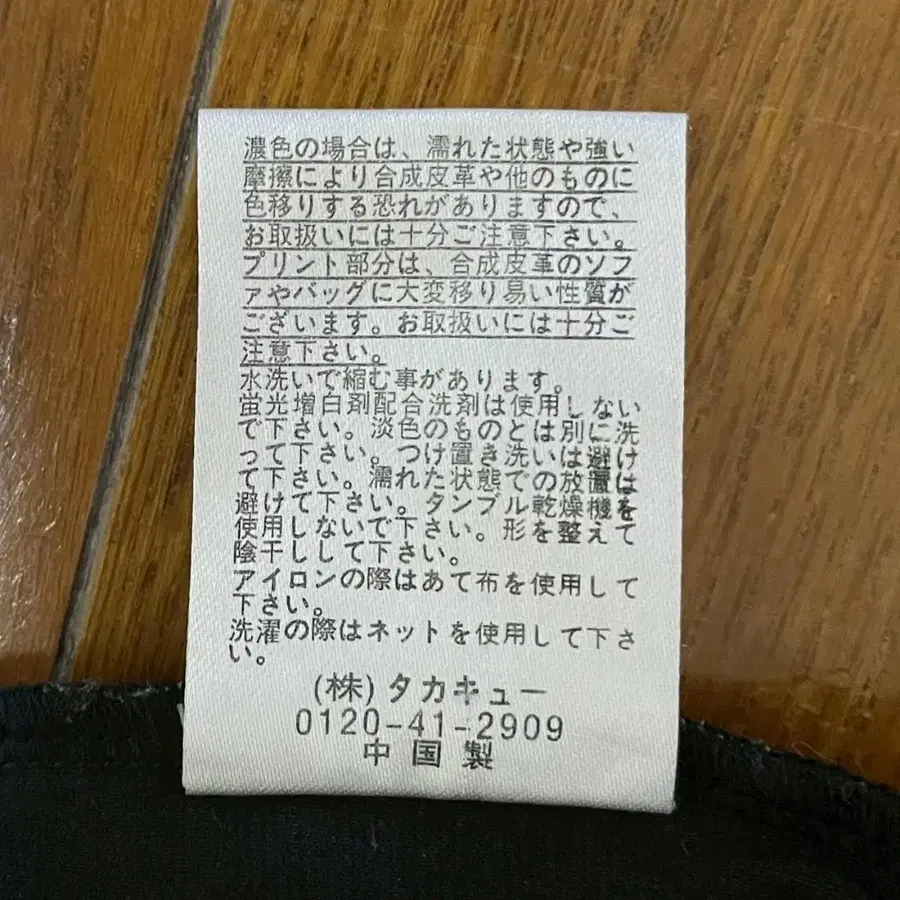 濃色の場合は、濡れた状態や強い
摩擦により合成皮革や他のものに
色移りする恐れがありますので、
お取扱いには十分ご注意下さい。
プリント部分は、合成皮革のソフ
ァやバッグに大変移り易い性質が
ございます。お取扱いには十分ご
注意下さい。
水洗いで縮む事があります。
蛍光増白剤配合洗剤は使用しない
で下さい。淡色のものとは別に洗
って下さい。つけ置き洗いは避け
て下さい。濡れた状態での放置は
避けて下さい。タンブル乾燥機を
使用しないで下さい。形を整えて
陰干しして下さい。
アイロンの際はあて布を使用して
下さい。
洗濯の際はネットを使用して下さ
い。
(株)タカキュー
0120-41-2909
中国製